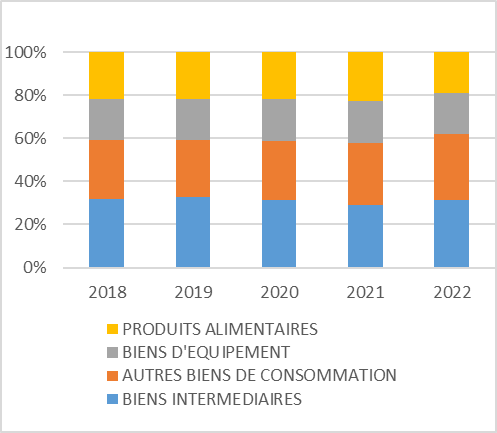 100%
80%
60%
40%
20%
0%
2018 2019 2020 2021 2022
PRODUITS ALIMENTAIRES
BIENS D'EQUIPEMENT
AUTRES BIENS DE CONSOMMATION
BIENS INTERMEDIAIRES